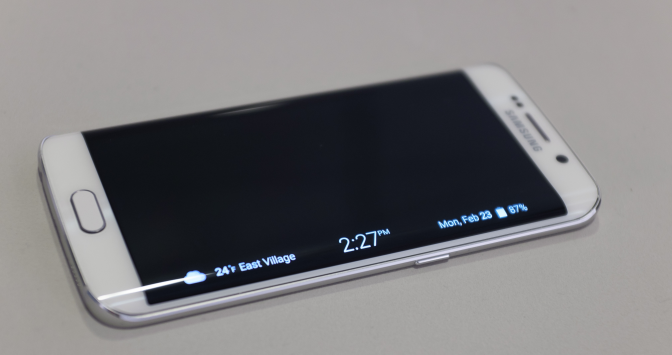 SAMSUNG
24°F East Village
2:27PM
Mon, Feb 23 87%